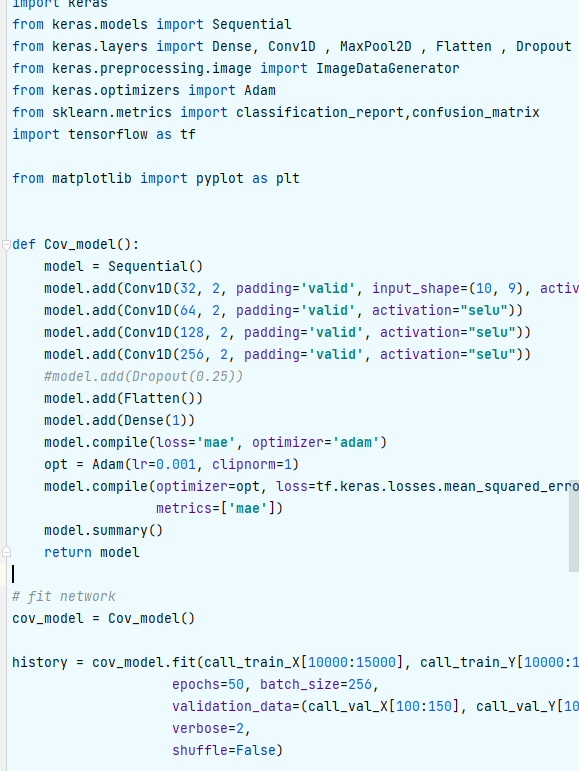 import keras
from keras.models import Sequential
from keras.layers import Dense, Conv1D , MaxPool2D , Flatten , Dropout
from keras.preprocessing.image import ImageDataGenerator
from keras.optimizers import Adam
from sklearn.metrics import classification_report,confusion_matrix
import tensorflow as tf
from matplotlib import pyplot as plt
def Cov_model():
model = Sequential()
model.add(Conv1D(32, 2, padding='valid', input_shape=(10, 9), activ
model.add(Conv1D(64, 2, padding='valid', activation="selu"))
model.add(Conv1D(128, 2, padding='valid', activation="selu"))
model.add(Conv1D(256, 2, padding='valid', activation="selu"))
#model.add(Dropout(0.25))
model.add(Flatten())
model.add(Dense(1))
model.compile(loss='mae', optimizer='adam')
opt = Adam(lr=0.001, clipnorm=1)
model.compile(optimizer=opt, loss=tf.keras.losses.mean_squared_erro
metrics=['mae'])
model.summary()
return model
# fit network
cov_model = Cov_model()
history = cov_model.fit(call_train_X[10000:15000], call_train_Y[10000:1
epochs=50, batch_size=256,
validation_data=(call_val_X[100:150], call_val_Y[10
verbose=2,
shuffle=False)